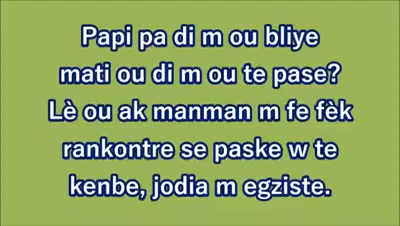 Papi pa di m ou bliye
mati ou di m ou te pase?
Lè ou ak manman m fe fèk
rankontre se paske w te
kenbe, jodia m egziste.